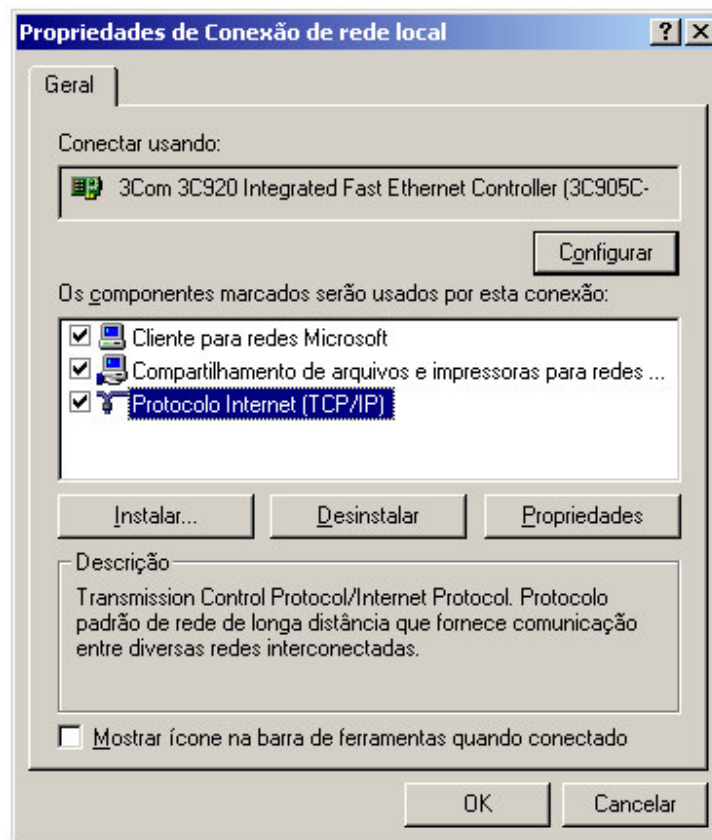 Propriedades de Conexão de rede local
Geral
Conectar usando:
3Com 3C920 Integrated Fast Ethernet Controller (3C905C-
Configurar
Os componentes marcados serão usados por esta conexão:
Cliente para redes Microsoft
Compartilhamento de arquivos e impressoras para redes ...
Protocolo Internet (TCP/IP)
Instalar... Desinstalar Propriedades
Descrição
Transmission Control Protocol/Internet Protocol. Protocolo
padrão de rede de longa distância que fornece comunicação
entre diversas redes interconectadas.
Mostrar ícone na barra de ferramentas quando conectado
OK Cancelar